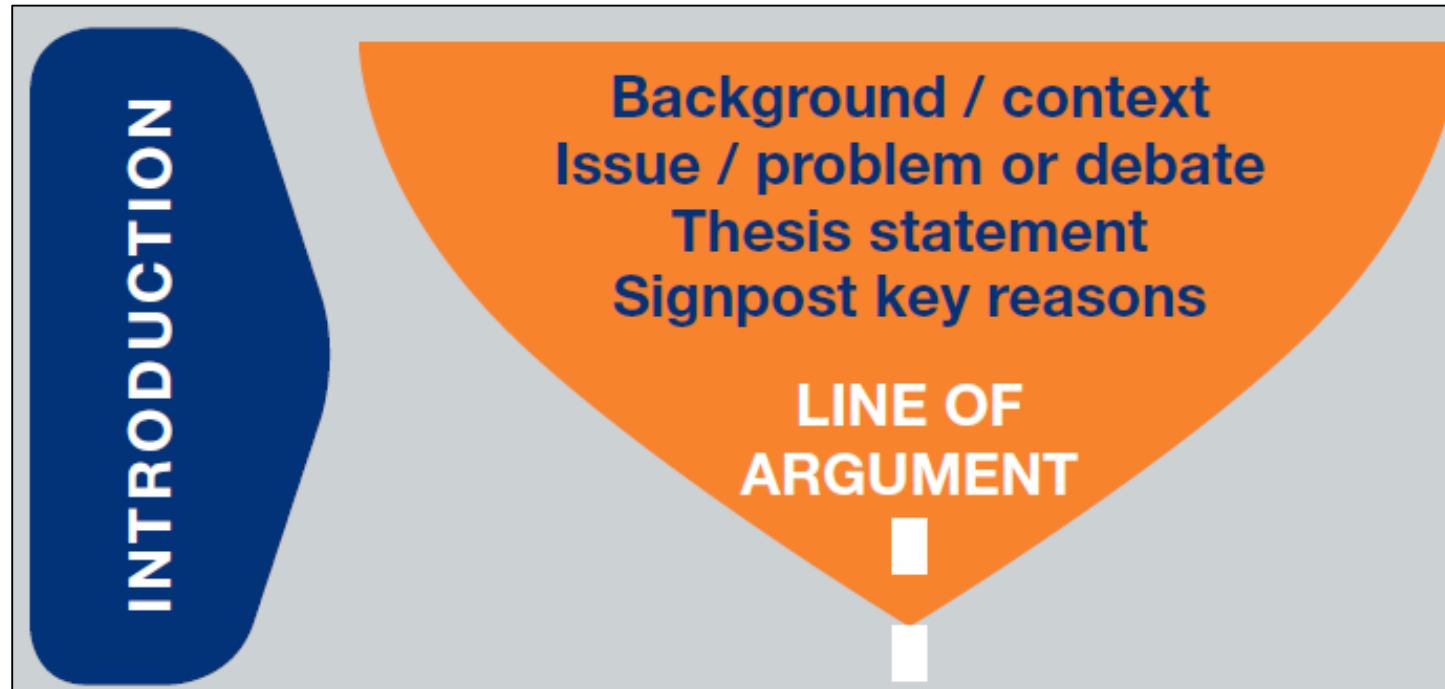 INTRODUCTION
Background / context
Issue / problem or debate
Thesis statement
Signpost key reasons
LINE OF
ARGUMENT